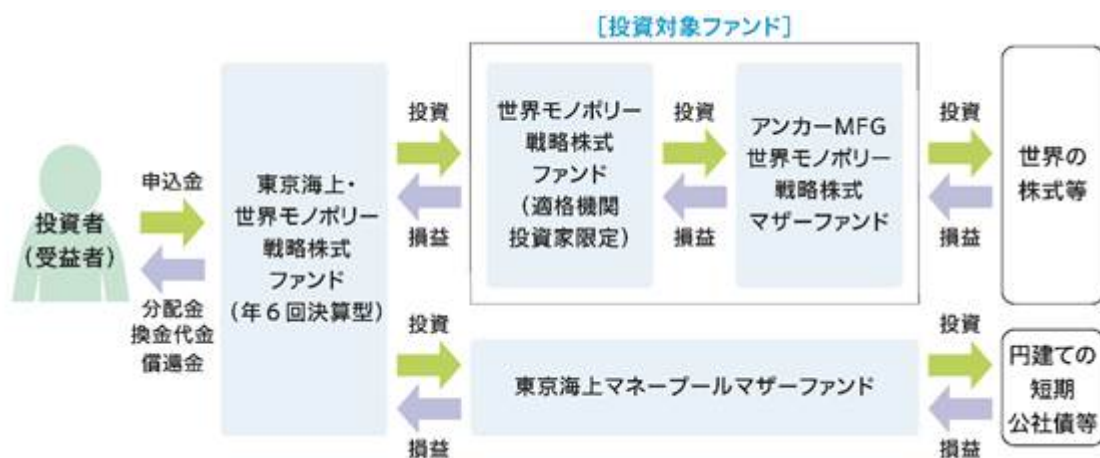 ［投資対象ファンド］
投資者
（受益者）
申込金
分配金
換金代金
償還金
東京海上・
世界モノポリー
戦略株式
ファンド
（年６回決算型）
投資
損益
世界モノポリー
戦略株式
ファンド
（適格機関
投資家限定）
投資
損益
アンカーMFG
世界モノポリー
戦略株式
マザーファンド
投資
損益
世界の
株式等
投資
損益
東京海上マネープールマザーファンド
投資
損益
円建ての
短期
公社債等